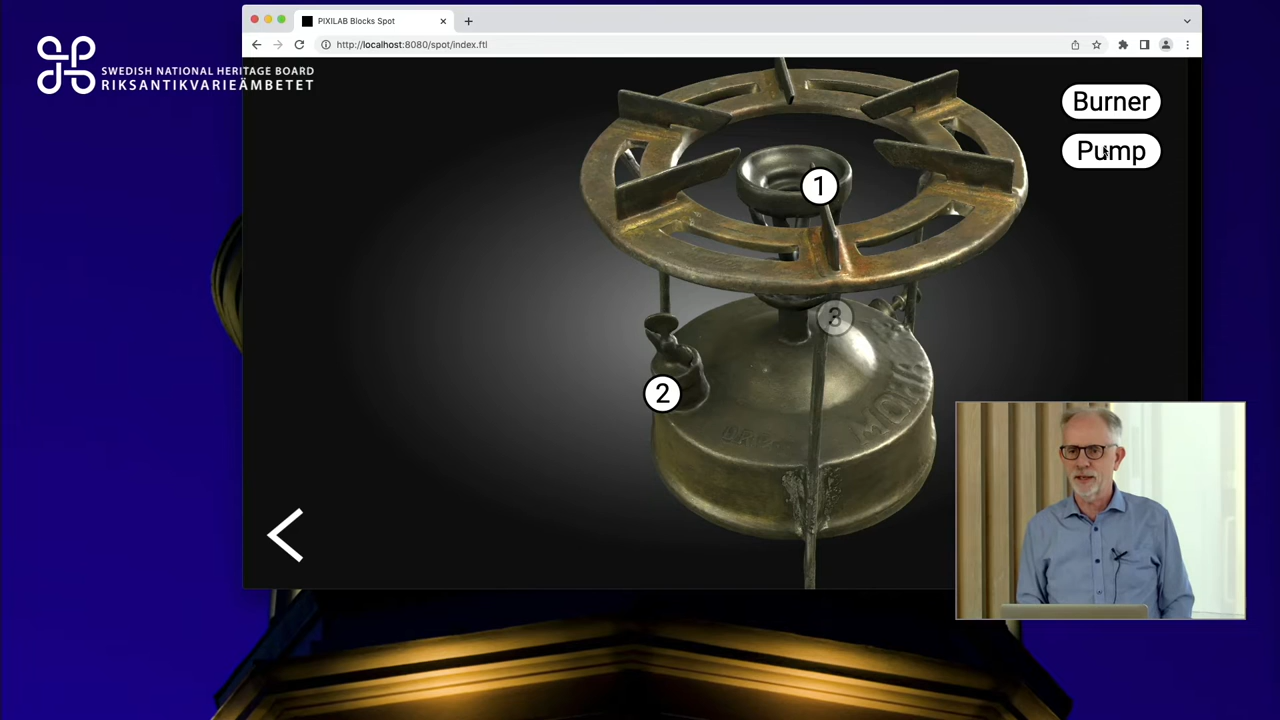 PIXILAB Blocks Spot
http://localhost:8080/spot/index.ftl
SWEDISH NATIONAL HERITAGE BOARD
RIKSANTIKVARIEÄMBETET
Burner
Pump
1
3
2